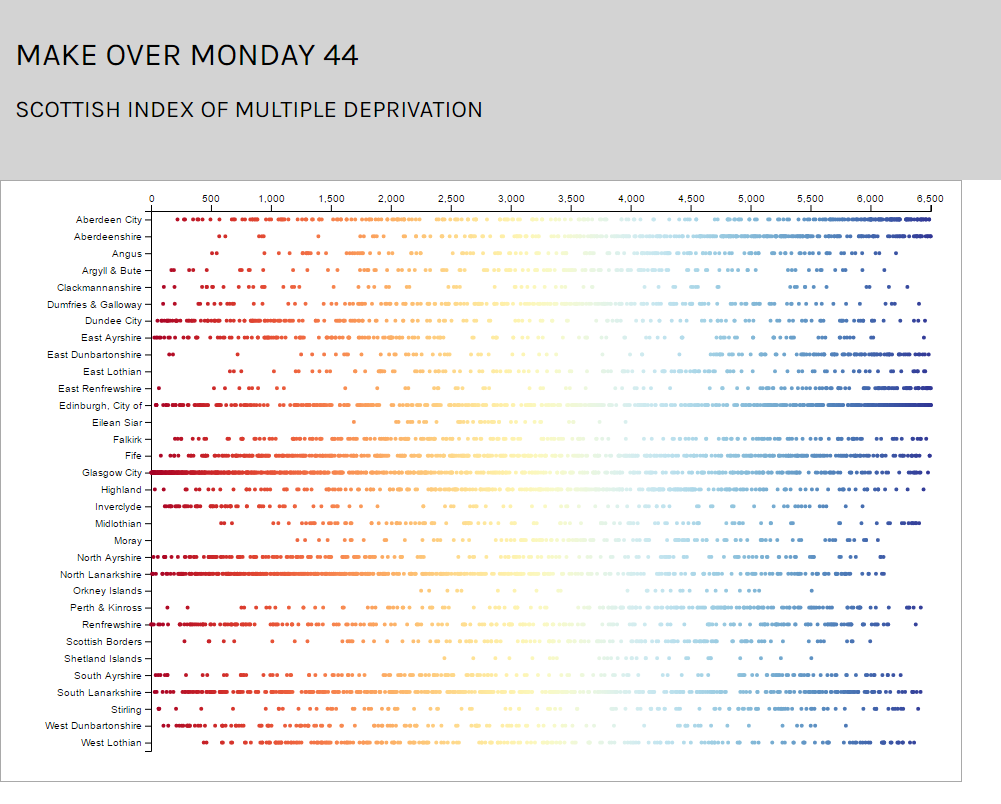 MAKE OVER MONDAY 44
SCOTTISH INDEX OF MULTIPLE DEPRIVATION
0 500 1,000 1,500 2,000 2,500 3,000 3,500 4,000 4,500 5,000 5,500 6,000 6,500
Aberdeen City
Aberdeenshire
Angus
Argyll & Bute
Clackmannanshire
Dumfries & Galloway
Dundee City
East Ayrshire
East Dunbartonshire
East Lothian
East Renfrewshire
Edinburgh, City of
Eilean Siar
Falkirk
Fife
Glasgow City
Highland
Inverclyde
Midlothian
Moray
North Ayrshire
North Lanarkshire
Orkney Islands
Perth & Kinross
Renfrewshire
Scottish Borders
Shetland Islands
South Ayrshire
South Lanarkshire
Stirling
West Dunbartonshire
West Lothian